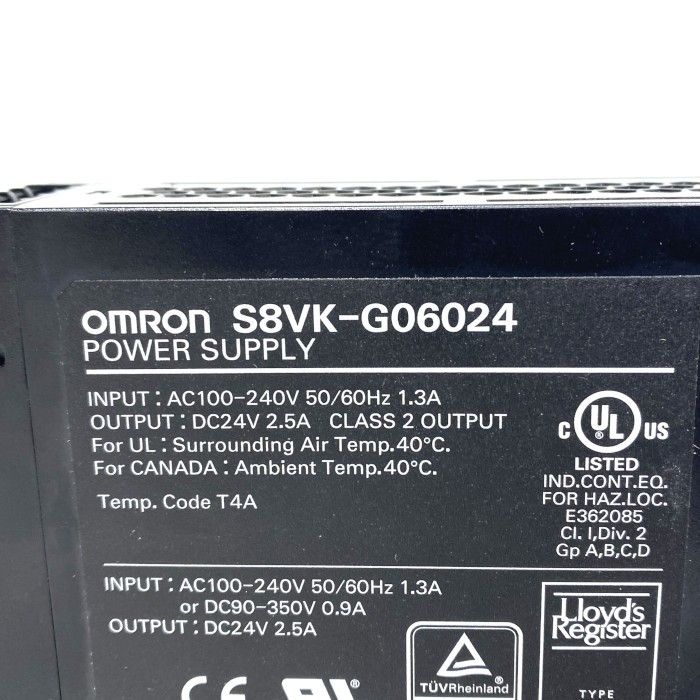 OMRON S8VK-G06024
POWER SUPPLY
INPUT : AC100-240V 50/60Hz 1.3A
OUTPUT : DC24V 2.5A CLASS 2 OUTPUT
For UL : Surrounding Air Temp.40°C.
For CANADA : Ambient Temp.40°C.
Temp. Code T4A
C UL ® US
LISTED
IND.CONT.EQ.
FOR HAZ.LOC.
E362085
Cl. I,Div. 2
Gp A,B,C,D
INPUT : AC100-240V 50/60Hz 1.3A
or DC90-350V 0.9A
OUTPUT : DC24V 2.5A
CE
®
TÜVRheinland
Lloyd's
Register
TYPE